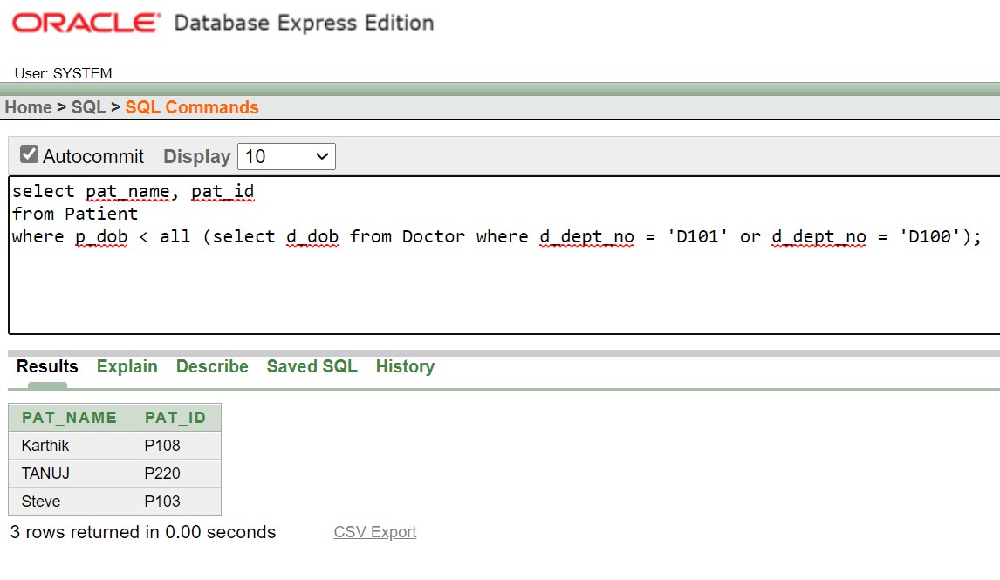 ORACLE Database Express Edition
User: SYSTEM
Home > SQL > SQL Commands
Autocommit Display 10
select pat_name, pat_id
from Patient
where p_dob < all (select d_dob from Doctor where d_dept_no = 'D101' or d_dept_no = 'D100');
Results Explain Describe Saved SQL History
PAT_NAME PAT_ID
Karthik P108
TANUJ P220
Steve P103
3 rows returned in 0.00 seconds CSV Export